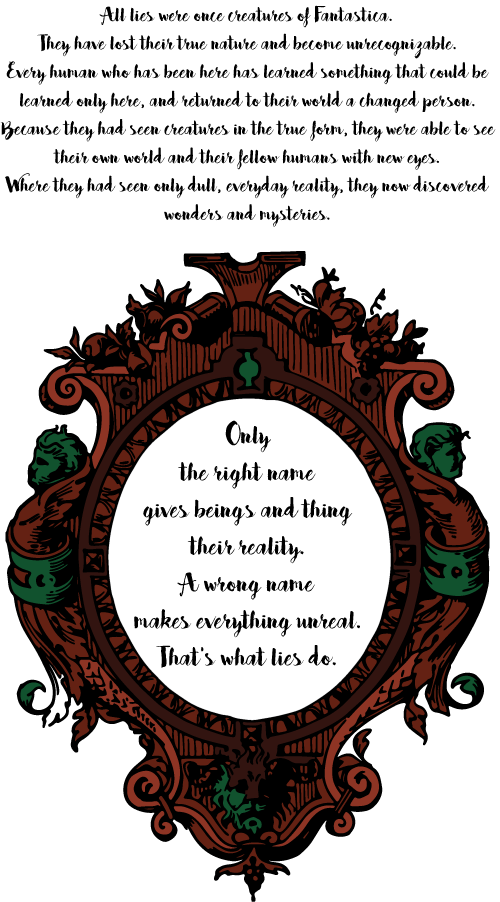 All lies were once creatures of Fantastica.
They have lost their true nature and become unrecognizable.
Every human who has been here has learned something that could be
learned only here, and returned to their world a changed person.
Because they had seen creatures in the true form, they were able to see
their own world and their fellow humans with new eyes.
Where they had seen only dull, everyday reality, they now discovered
wonders and mysteries.
Only
the right name
gives beings and thing
their reality.
A wrong name
makes everything unreal.
That's what lies do.